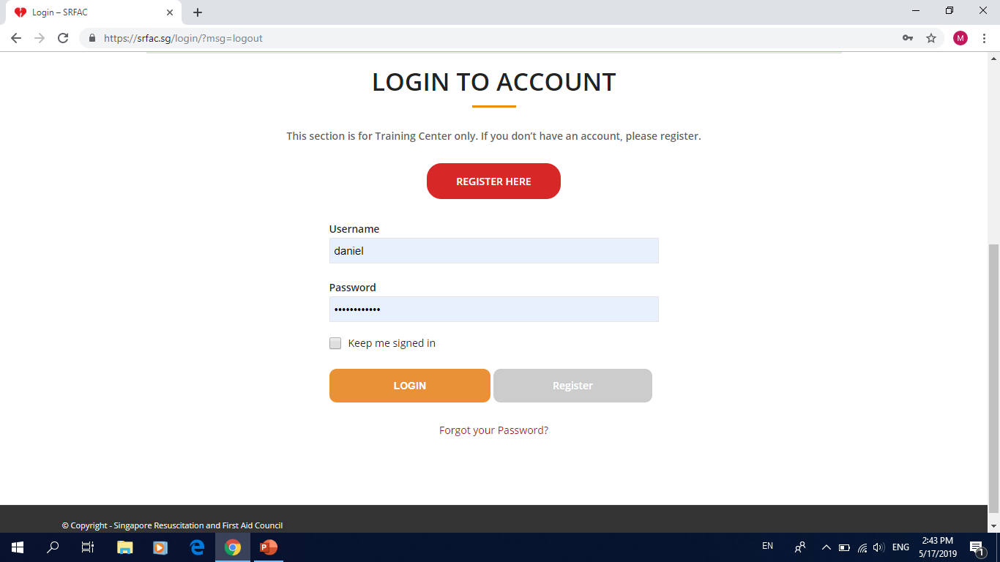 Login – SRFAC
https://srfac.sg/login/?msg=logout
M
LOGIN TO ACCOUNT
This section is for Training Center only. If you don’t have an account, please register.
REGISTER HERE
Username
daniel
Password
••••••••••••
Keep me signed in
LOGIN
Register
Forgot your Password?
© Copyright - Singapore Resuscitation and First Aid Council
EN
ENG
2:43 PM
5/17/2019
1